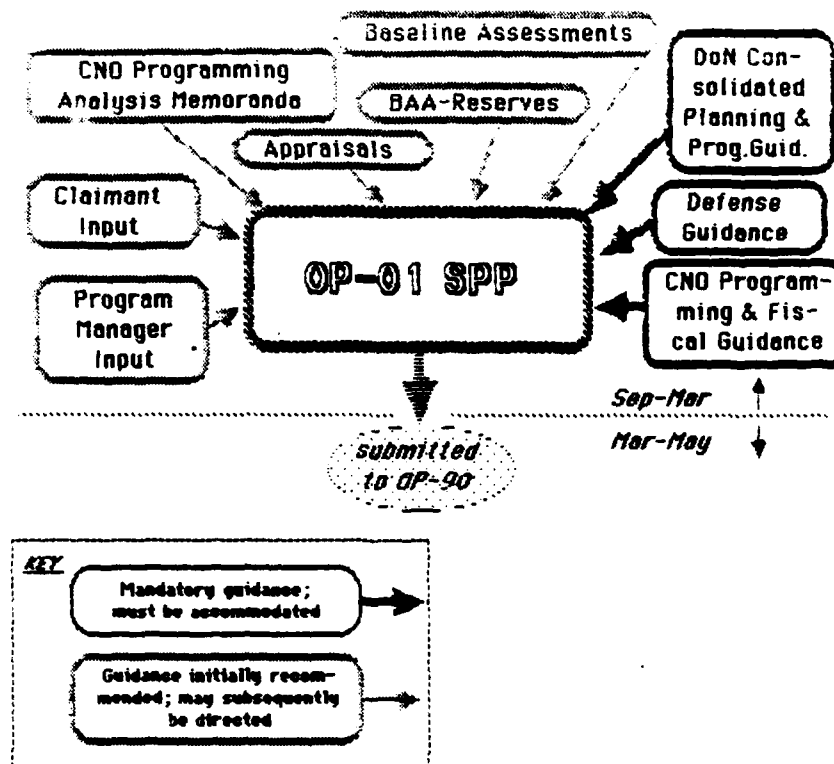 Baseline Assessments
CNO Programming
Analysis Memoranda
BAA-Reserves
Appraisals
DoN Con-
solidated
Planning &
Prog.Guid.
Claimant
Input
Defense
Guidance
OP-01 SPP
Program
Manager
Input
CNO Program-
ming & Fis-
cal Guidance
Sep-Mar
Mar-May
submitted
to OP-90
KEY
Mandatory guidance;
must be accommodated
Guidance initially recom-
mended; may subsequently
be directed